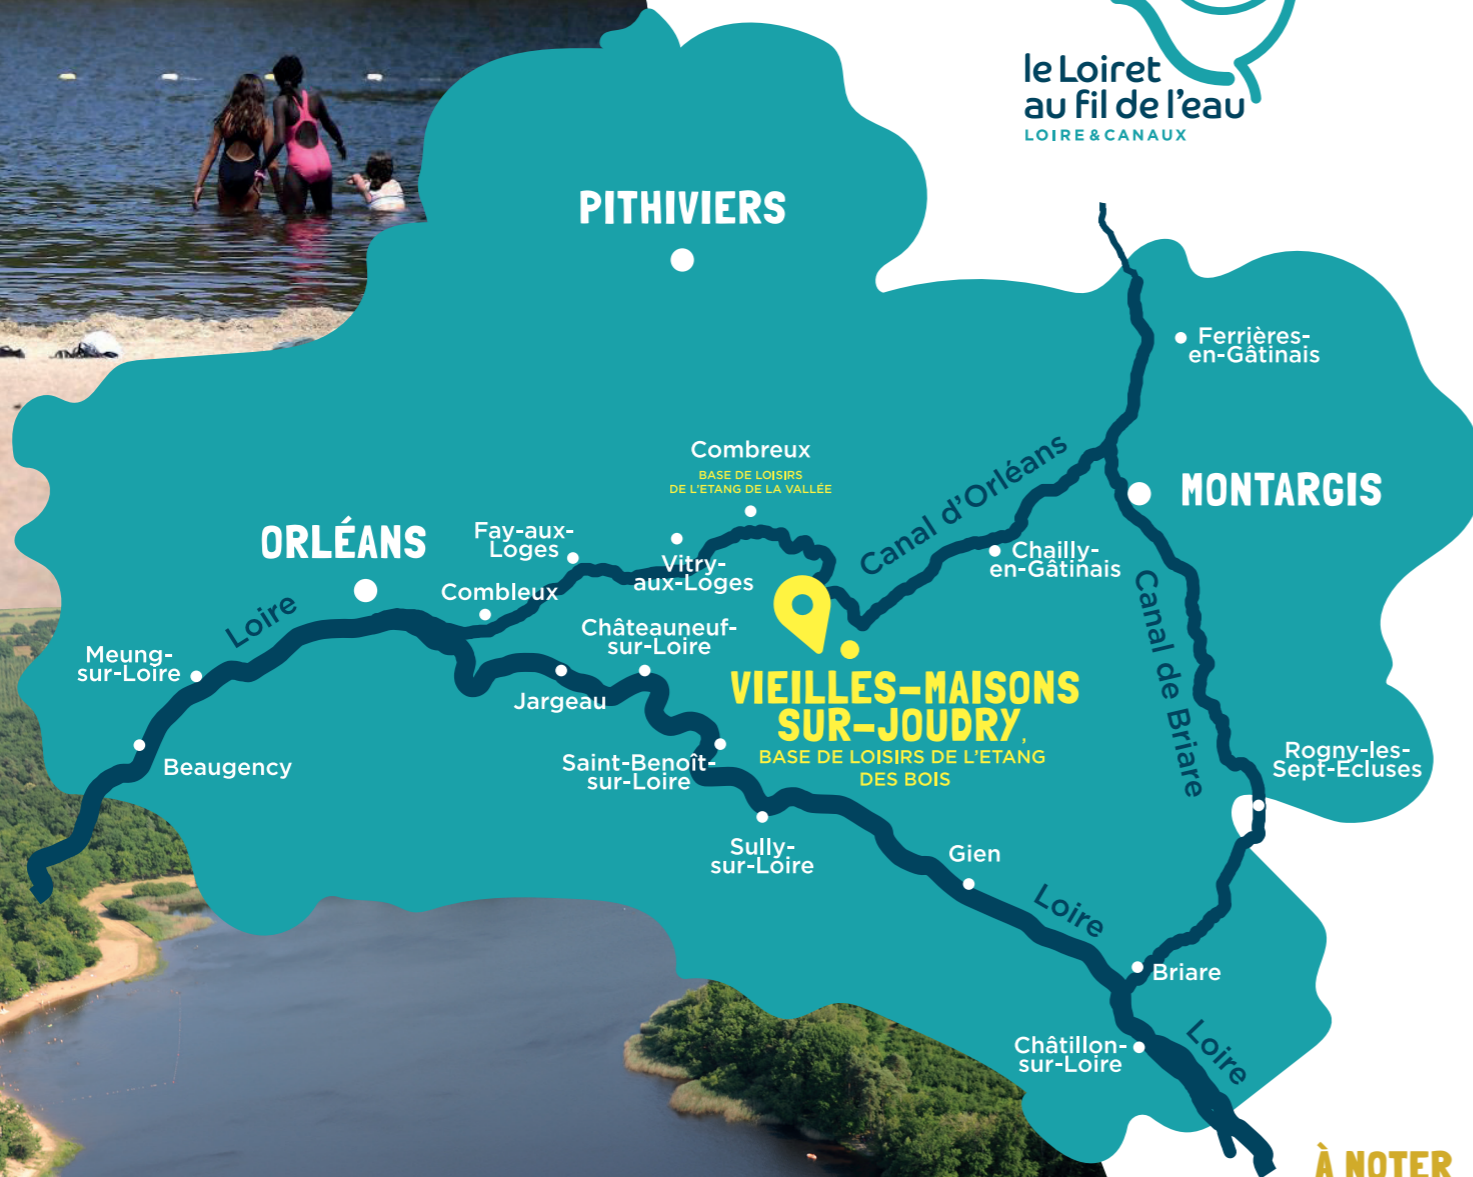 le Loiret
au fil de l'eau
LOIRE & CANAUX
PITHIVIERS
Ferrières-
en-Gâtinais
Combreux
BASE DE LOISIRS
DE L'ETANG DE LA VALLÉE
Canal d'Orléans
MONTARGIS
ORLÉANS
Fay-aux-
Loges
Vitry-
aux-Loges
Chailly-
en-Gâtinais
Combleux
Loire
Châteauneuf-
sur-Loire
Meung-
sur-Loire
Jargeau
VIEILLES-MAISONS
SUR-JOUDRY,
BASE DE LOISIRS DE L'ETANG
DES BOIS
Canal de Briare
Beaugency
Saint-Benoît-
sur-Loire
Rogny-les-
Sept-Ecluses
Sully-
sur-Loire
Gien
Loire
Briare
Châtillon-
sur-Loire
Loire
À NOTER